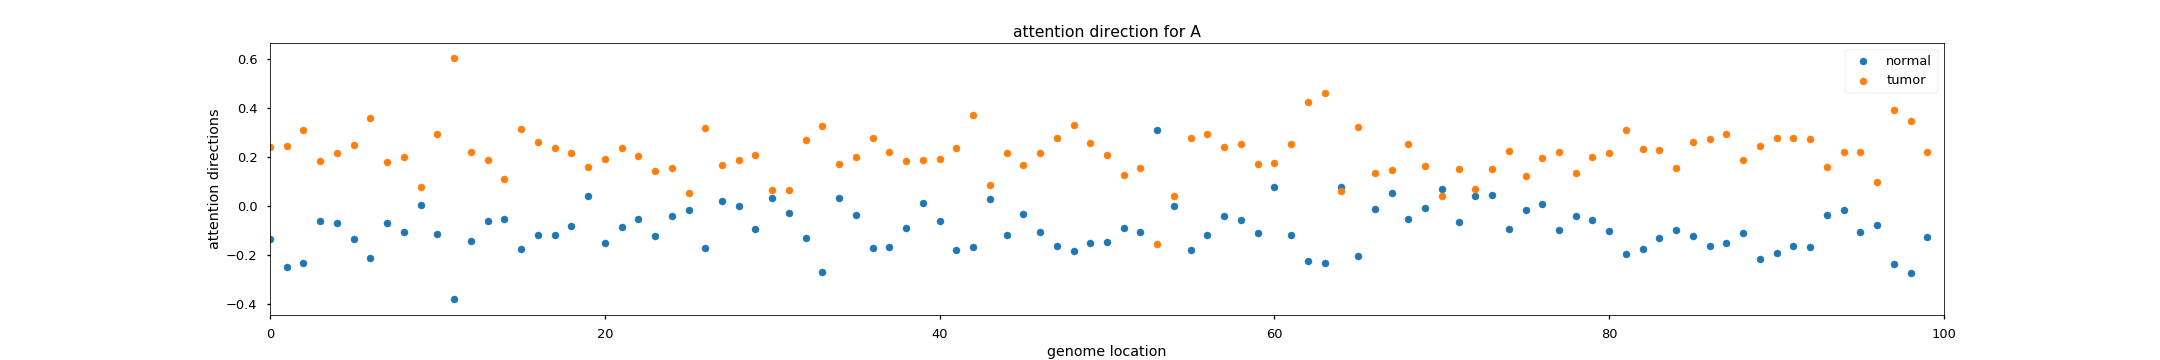 attention direction for A
attention directions
0.6
0.4
0.2
0.0
−0.2
−0.4
normal
tumor
0 20 40 60 80 100
genome location